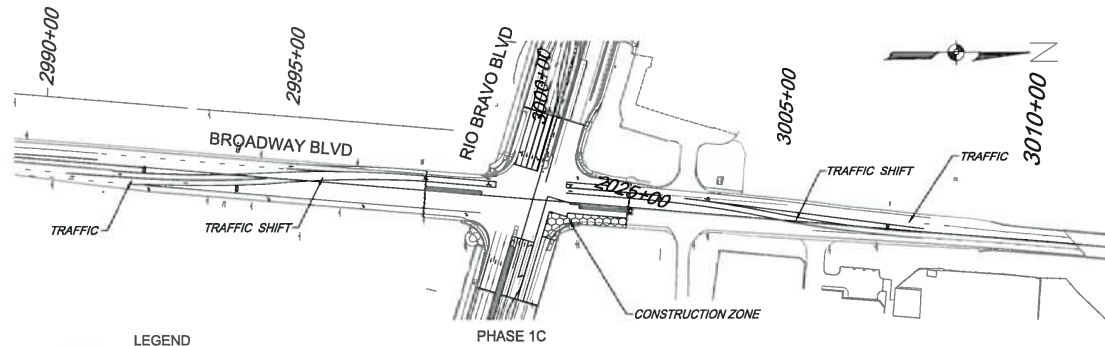 2990+00
2995+00
BROADWAY BLVD
RIO BRAVO BLVD
3000+00
2025+00
3005+00
3010+00
N
TRAFFIC SHIFT
TRAFFIC
TRAFFIC
TRAFFIC SHIFT
CONSTRUCTION ZONE
LEGEND
PHASE 1C